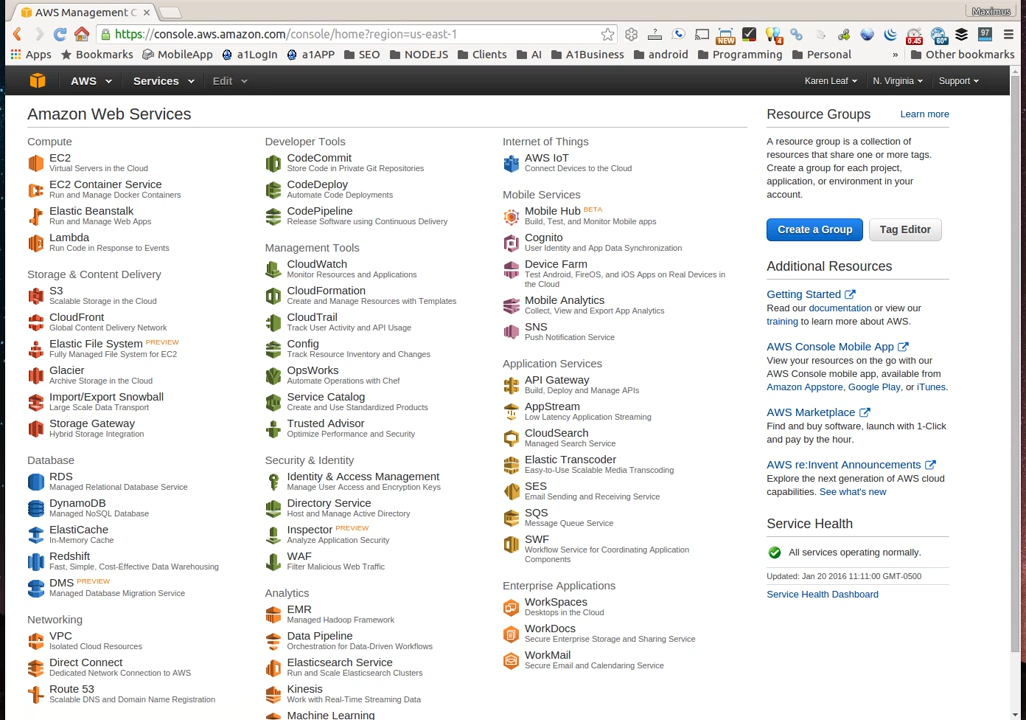 AWS Management C
Maximus
https://console.aws.amazon.com/console/home?region=us-east-1
NEW
4
0.45
60°
97
Apps
Bookmarks
MobileApp
a1LogIn
a1APP
SEO
NODEJS
Clients
AI
A1Business
android
Programming
Personal
»
Other bookmarks
AWS
Services
Edit
Karen Leaf
N. Virginia
Support
Amazon Web Services
Compute
EC2
Virtual Servers in the Cloud
EC2 Container Service
Run and Manage Docker Containers
Elastic Beanstalk
Run and Manage Web Apps
Lambda
Run Code in Response to Events
Storage & Content Delivery
S3
Scalable Storage in the Cloud
CloudFront
Global Content Delivery Network
Elastic File System PREVIEW
Fully Managed File System for EC2
Glacier
Archive Storage in the Cloud
Import/Export Snowball
Large Scale Data Transport
Storage Gateway
Hybrid Storage Integration
Database
RDS
Managed Relational Database Service
DynamoDB
Managed NoSQL Database
ElastiCache
In-Memory Cache
Redshift
Fast, Simple, Cost-Effective Data Warehousing
DMS PREVIEW
Managed Database Migration Service
Networking
VPC
Isolated Cloud Resources
Direct Connect
Dedicated Network Connection to AWS
Route 53
Scalable DNS and Domain Name Registration
Developer Tools
CodeCommit
Store Code in Private Git Repositories
CodeDeploy
Automate Code Deployments
CodePipeline
Release Software using Continuous Delivery
Management Tools
CloudWatch
Monitor Resources and Applications
CloudFormation
Create and Manage Resources with Templates
CloudTrail
Track User Activity and API Usage
Config
Track Resource Inventory and Changes
OpsWorks
Automate Operations with Chef
Service Catalog
Create and Use Standardized Products
Trusted Advisor
Optimize Performance and Security
Security & Identity
Identity & Access Management
Manage User Access and Encryption Keys
Directory Service
Host and Manage Active Directory
Inspector PREVIEW
Analyze Application Security
WAF
Filter Malicious Web Traffic
Analytics
EMR
Managed Hadoop Framework
Data Pipeline
Orchestration for Data-Driven Workflows
Elasticsearch Service
Run and Scale Elasticsearch Clusters
Kinesis
Work with Real-Time Streaming Data
Machine Learning
Internet of Things
AWS IoT
Connect Devices to the Cloud
Mobile Services
Mobile Hub BETA
Build, Test, and Monitor Mobile apps
Cognito
User Identity and App Data Synchronization
Device Farm
Test Android, FireOS, and iOS Apps on Real Devices in
the Cloud
Mobile Analytics
Collect, View and Export App Analytics
SNS
Push Notification Service
Application Services
API Gateway
Build, Deploy and Manage APIs
AppStream
Low Latency Application Streaming
CloudSearch
Managed Search Service
Elastic Transcoder
Easy-to-Use Scalable Media Transcoding
SES
Email Sending and Receiving Service
SQS
Message Queue Service
SWF
Workflow Service for Coordinating Application
Components
Enterprise Applications
WorkSpaces
Desktops in the Cloud
WorkDocs
Secure Enterprise Storage and Sharing Service
WorkMail
Secure Email and Calendaring Service
Resource Groups
Learn more
A resource group is a collection of
resources that share one or more tags.
Create a group for each project,
application, or environment in your
account.
Create a Group
Tag Editor
Additional Resources
Getting Started
Read our documentation or view our
training to learn more about AWS.
AWS Console Mobile App
View your resources on the go with our
AWS Console mobile app, available from
Amazon Appstore, Google Play, or iTunes.
AWS Marketplace
Find and buy software, launch with 1-Click
and pay by the hour.
AWS re:Invent Announcements
Explore the next generation of AWS cloud
capabilities. See what's new
Service Health
All services operating normally.
Updated: Jan 20 2016 11:11:00 GMT-0500
Service Health Dashboard